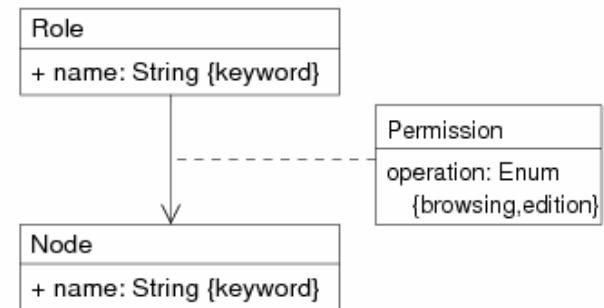 Role
+ name: String {keyword}
Permission
operation: Enum
{browsing,edition}
Node
+ name: String {keyword}